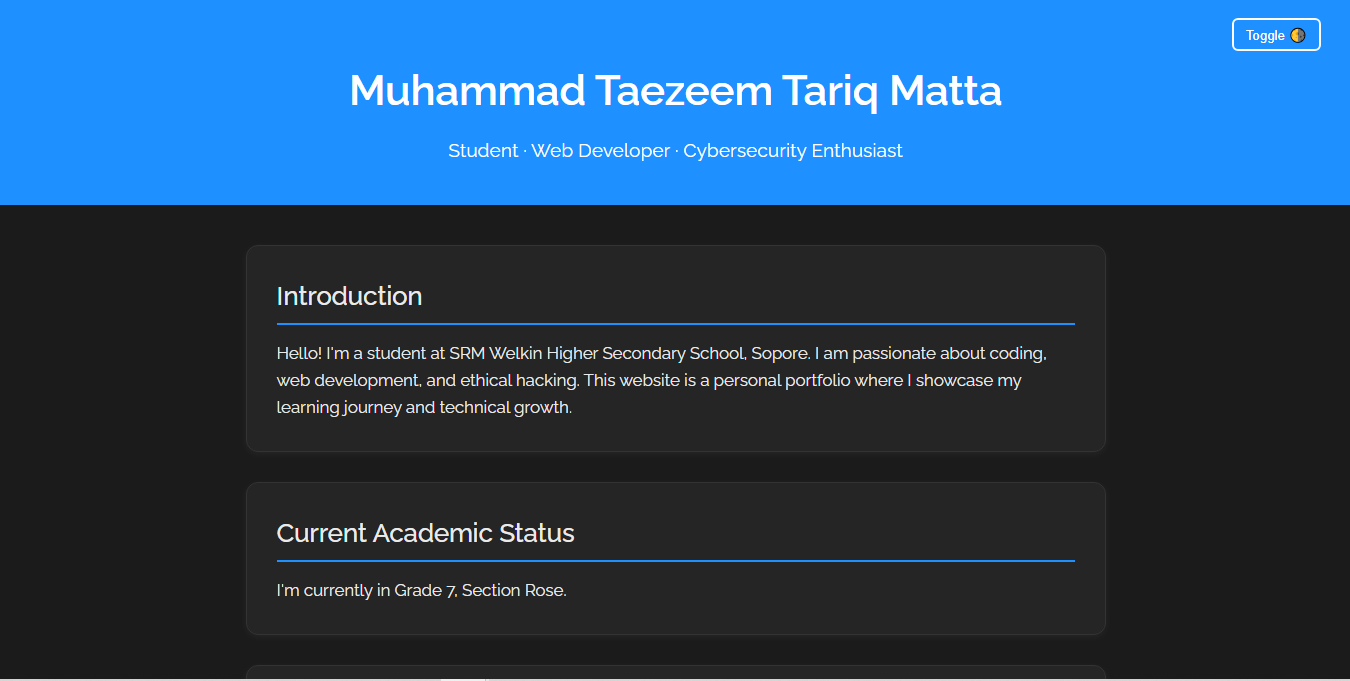 Toggle 🌗
Muhammad Taezeem Tariq Matta
Student · Web Developer · Cybersecurity Enthusiast
Introduction
Hello! I'm a student at SRM Welkin Higher Secondary School, Sopore. I am passionate about coding,
web development, and ethical hacking. This website is a personal portfolio where I showcase my
learning journey and technical growth.
Current Academic Status
I'm currently in Grade 7, Section Rose.